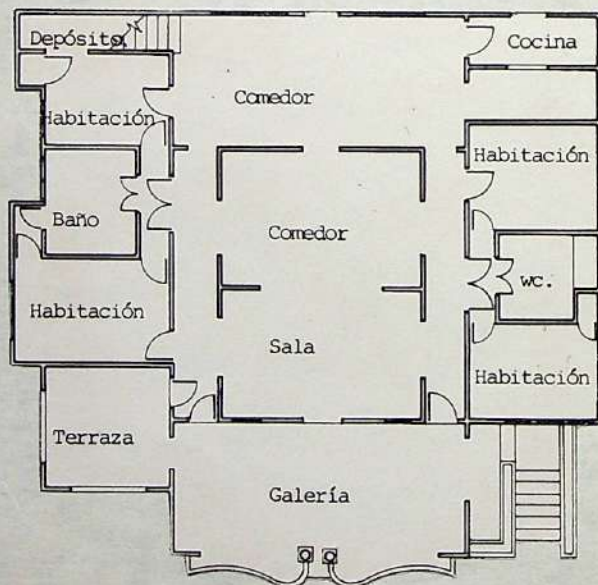 Depósito
Cocina
Comedor
Habitación
Habitación
Baño
Comedor
wc.
Habitación
Sala
Habitación
Terraza
Galería